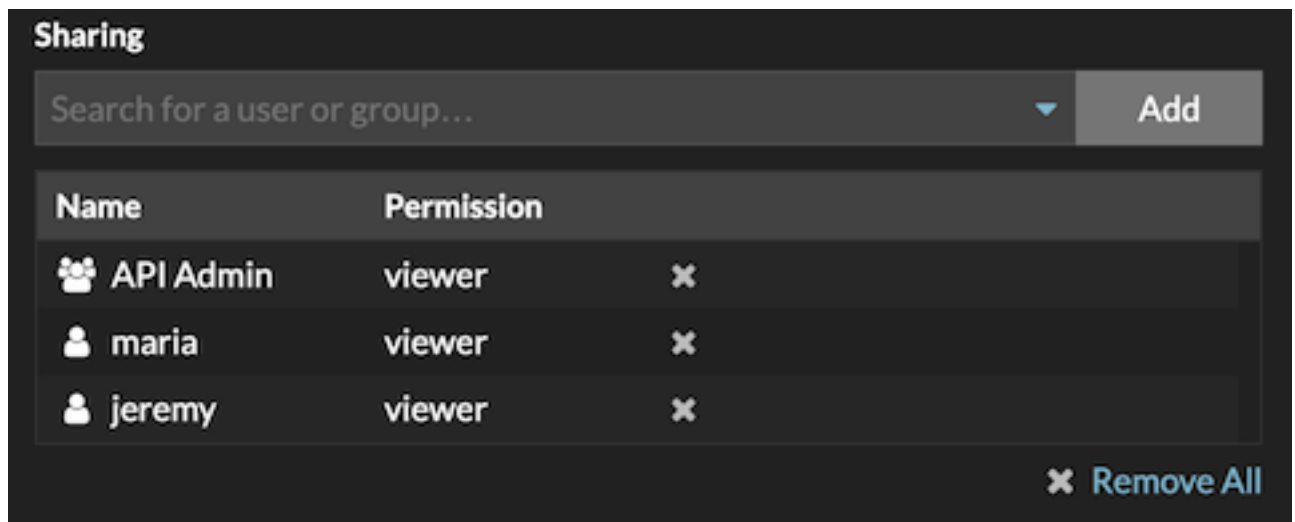 Sharing
Search for a user or group... Add
Name Permission
API Admin viewer
maria viewer
jeremy viewer
Remove All